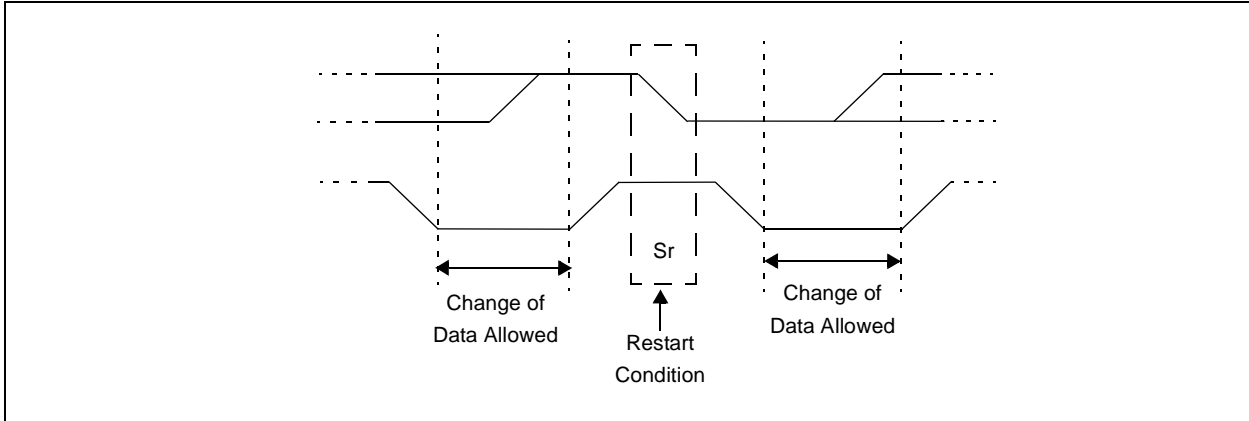 Sr
Change of
Data Allowed
Restart
Condition
Change of
Data Allowed